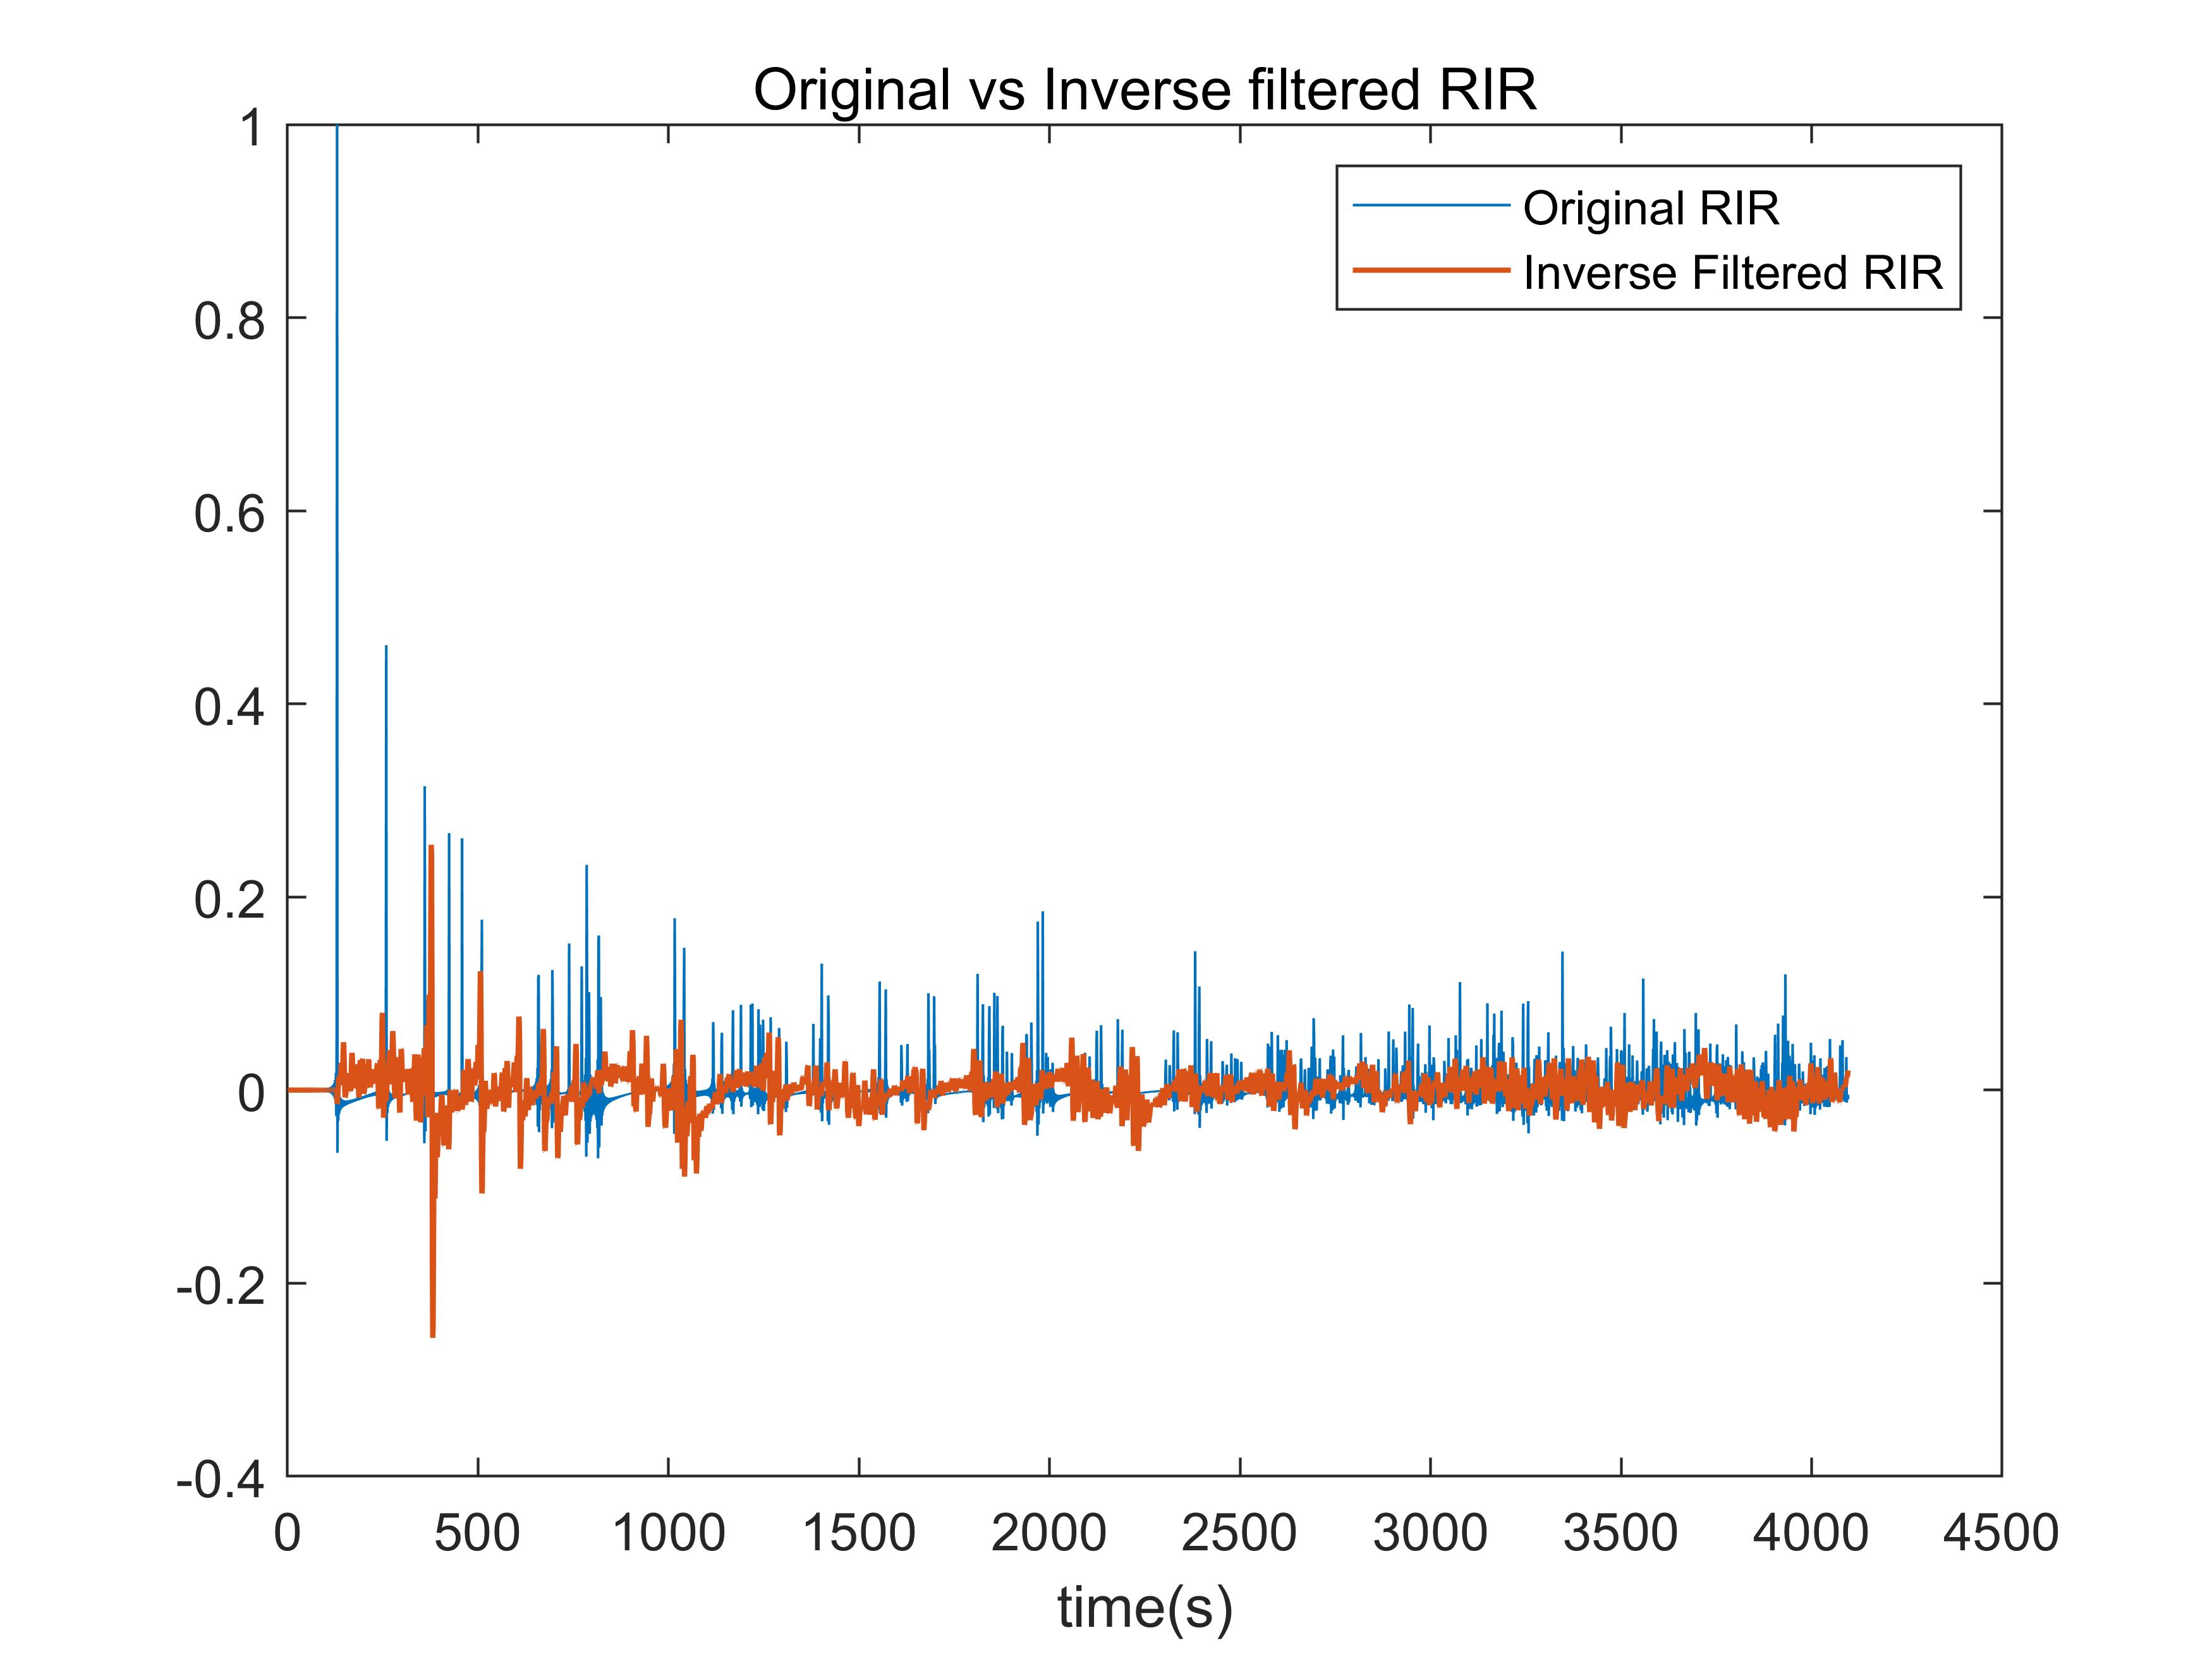 Original vs Inverse filtered RIR
1
0.8
0.6
0.4
0.2
0
-0.2
-0.4
Original RIR
Inverse Filtered RIR
0 500 1000 1500 2000 2500 3000 3500 4000 4500
time(s)